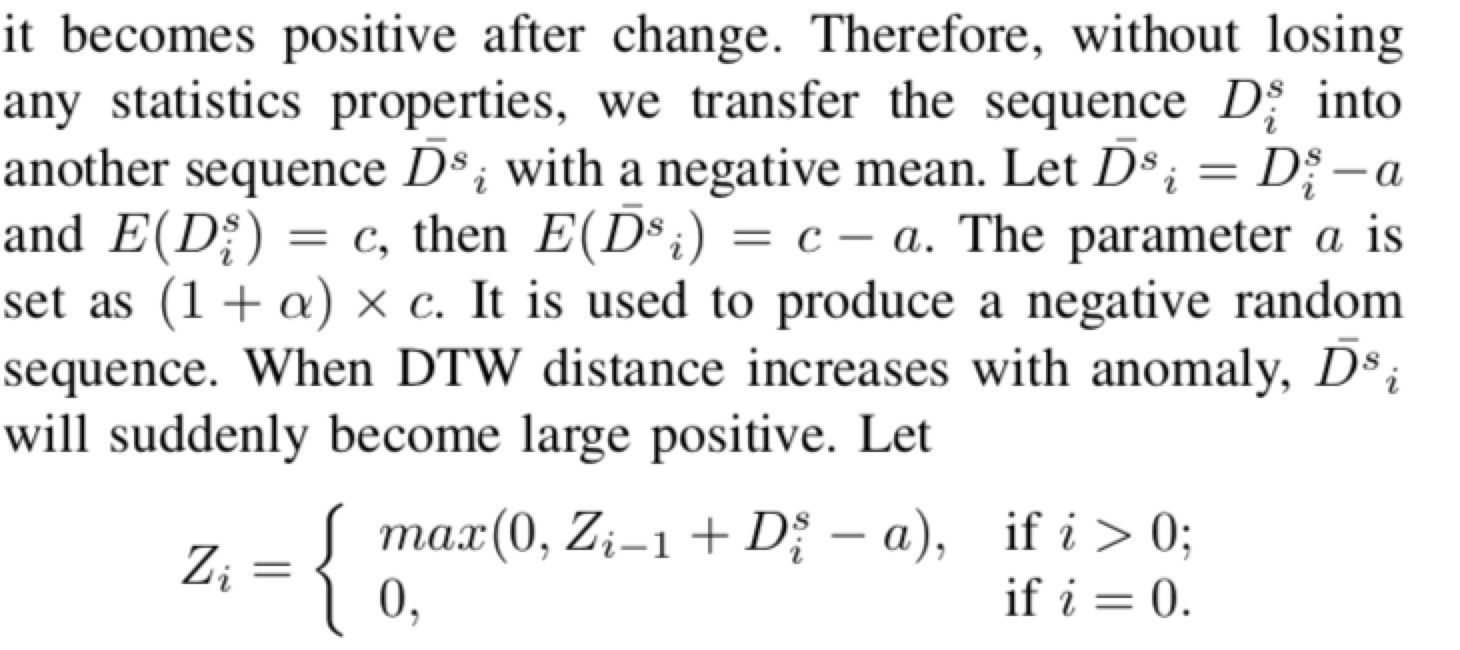 it becomes positive after change. Therefore, without losing
any statistics properties, we transfer the sequence $D_i^s$ into
another sequence $\bar{D^s}_i$ with a negative mean. Let $\bar{D^s}_i = D_i^s - a$
and $E(D_i^s) = c$, then $E(\bar{D^s}_i) = c - a$. The parameter $a$ is
set as $(1 + \alpha) \times c$. It is used to produce a negative random
sequence. When DTW distance increases with anomaly, $\bar{D^s}_i$
will suddenly become large positive. Let
$Z_i = \begin{cases} max(0, Z_{i-1} + D_i^s - a), & \text{if } i > 0; \\ 0, & \text{if } i = 0. \end{cases}$